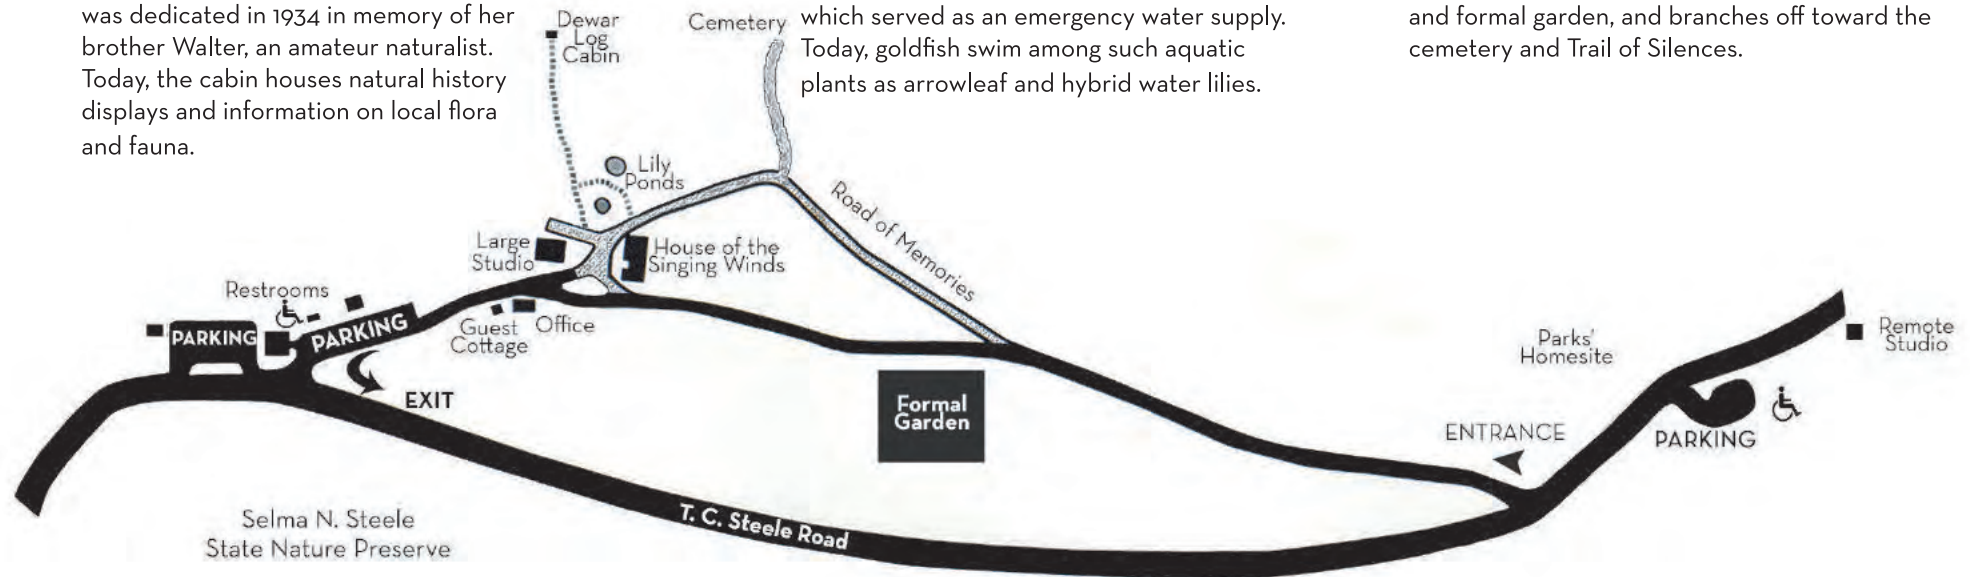 was dedicated in 1934 in memory of her
brother Walter, an amateur naturalist.
Today, the cabin houses natural history
displays and information on local flora
and fauna.
which served as an emergency water supply.
Today, goldfish swim among such aquatic
plants as arrowleaf and hybrid water lilies.
and formal garden, and branches off toward the
cemetery and Trail of Silences.
Dewar
Log
Cabin
Cemetery
Lily
Ponds
Road of Memories
Large
Studio
House of the
Singing Winds
Restrooms
PARKING
PARKING
Guest
Cottage
Office
EXIT
Formal
Garden
Parks'
Homesite
Remote
Studio
ENTRANCE
PARKING
T. C. Steele Road
Selma N. Steele
State Nature Preserve